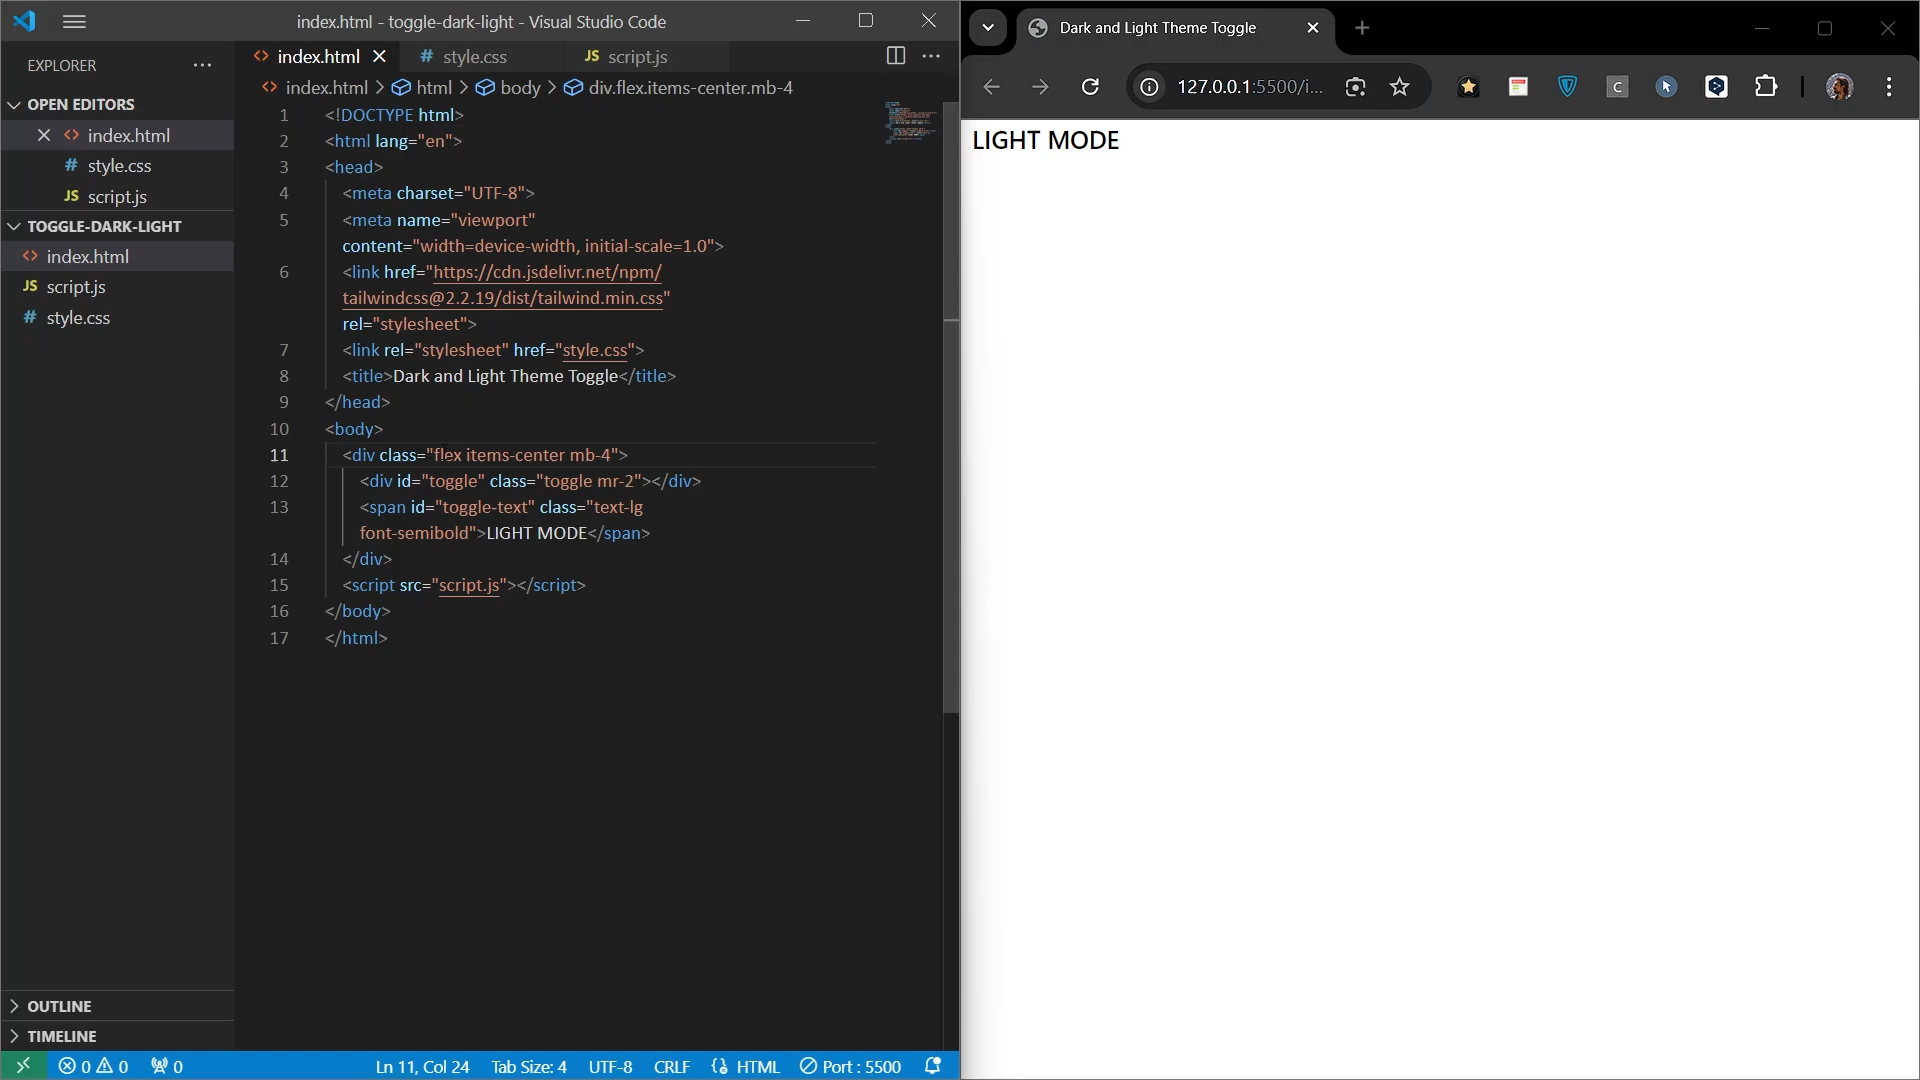 index.html - toggle-dark-light - Visual Studio Code
EXPLORER
OPEN EDITORS
index.html
# style.css
JS script.js
TOGGLE-DARK-LIGHT
index.html
JS script.js
# style.css
OUTLINE
TIMELINE
index.html
# style.css
JS script.js
index.html > html > body > div.flex.items-center.mb-4
1 <!DOCTYPE html>
2 <html lang="en">
3 <head>
4 <meta charset="UTF-8">
5 <meta name="viewport"
content="width=device-width, initial-scale=1.0">
6 <link href="https://cdn.jsdelivr.net/npm/
tailwindcss@2.2.19/dist/tailwind.min.css"
rel="stylesheet">
7 <link rel="stylesheet" href="style.css">
8 <title>Dark and Light Theme Toggle</title>
9 </head>
10 <body>
11 <div class="flex items-center mb-4">
12 <div id="toggle" class="toggle mr-2"></div>
13 <span id="toggle-text" class="text-lg
font-semibold">LIGHT MODE</span>
14 </div>
15 <script src="script.js"></script>
16 </body>
17 </html>
0 0 0 Ln 11, Col 24 Tab Size: 4 UTF-8 CRLF HTML Port : 5500
Dark and Light Theme Toggle
127.0.0.1:5500/i...
C
LIGHT MODE